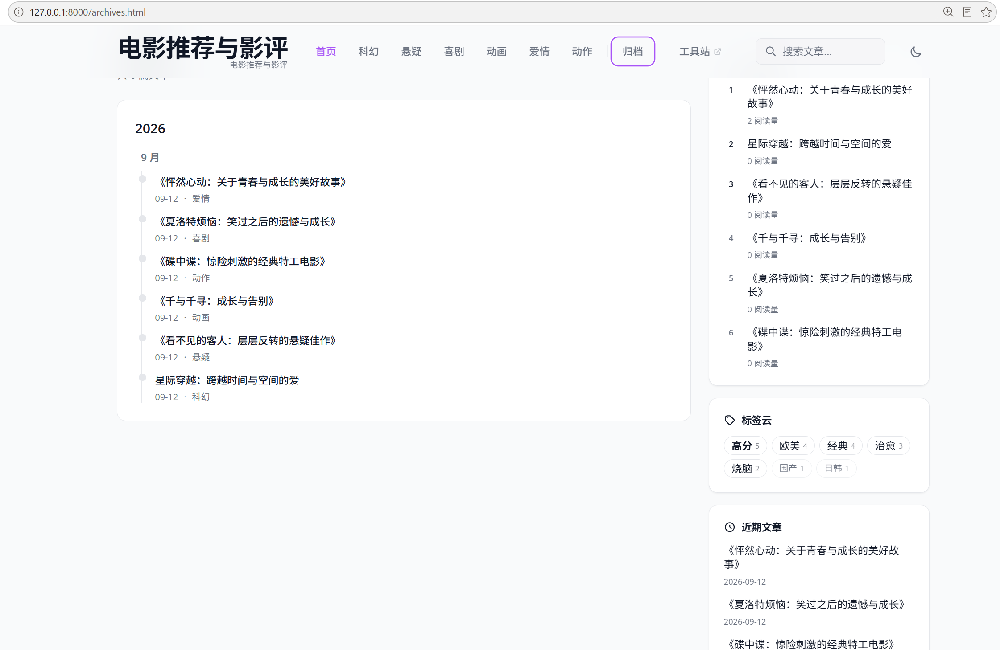 127.0.0.1:8000/archives.html
电影推荐与影评
电影推荐与影评
首页 科幻 悬疑 喜剧 动画 爱情 动作 归档 工具站
搜索文章...
2026
9 月
《怦然心动：关于青春与成长的美好故事》
09-12 · 爱情
《夏洛特烦恼：笑过之后的遗憾与成长》
09-12 · 喜剧
《碟中谍：惊险刺激的经典特工电影》
09-12 · 动作
《千与千寻：成长与告别》
09-12 · 动画
《看不见的客人：层层反转的悬疑佳作》
09-12 · 悬疑
星际穿越：跨越时间与空间的爱
09-12 · 科幻
1 《怦然心动：关于青春与成长的美好
故事》
2 阅读量
2 星际穿越：跨越时间与空间的爱
0 阅读量
3 《看不见的客人：层层反转的悬疑佳
作》
0 阅读量
4 《千与千寻：成长与告别》
0 阅读量
5 《夏洛特烦恼：笑过之后的遗憾与成
长》
0 阅读量
6 《碟中谍：惊险刺激的经典特工电
影》
0 阅读量
标签云
高分 5 欧美 4 经典 4 治愈 3
烧脑 2 国产 1 日韩 1
近期文章
《怦然心动：关于青春与成长的美好故
事》
2026-09-12
《夏洛特烦恼：笑过之后的遗憾与成长》
2026-09-12
《碟中谍：惊险刺激的经典特工电影》